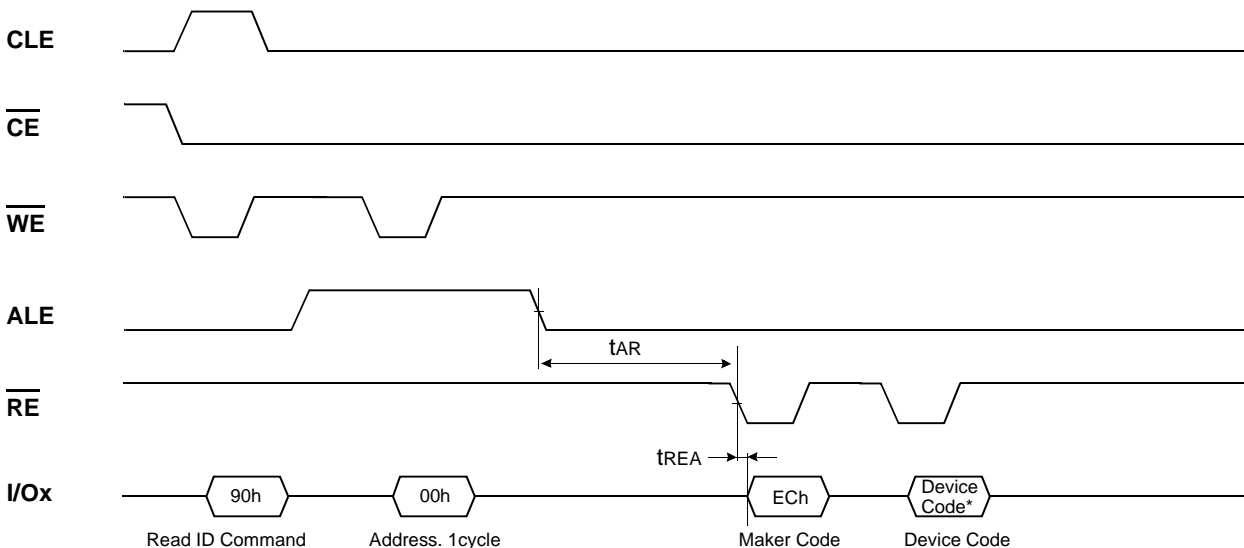 CLE
CE
WE
ALE
tAR
RE
tREA
I/Ox
90h
00h
ECh
Device
Code*
Read ID Command
Address. 1cycle
Maker Code
Device Code